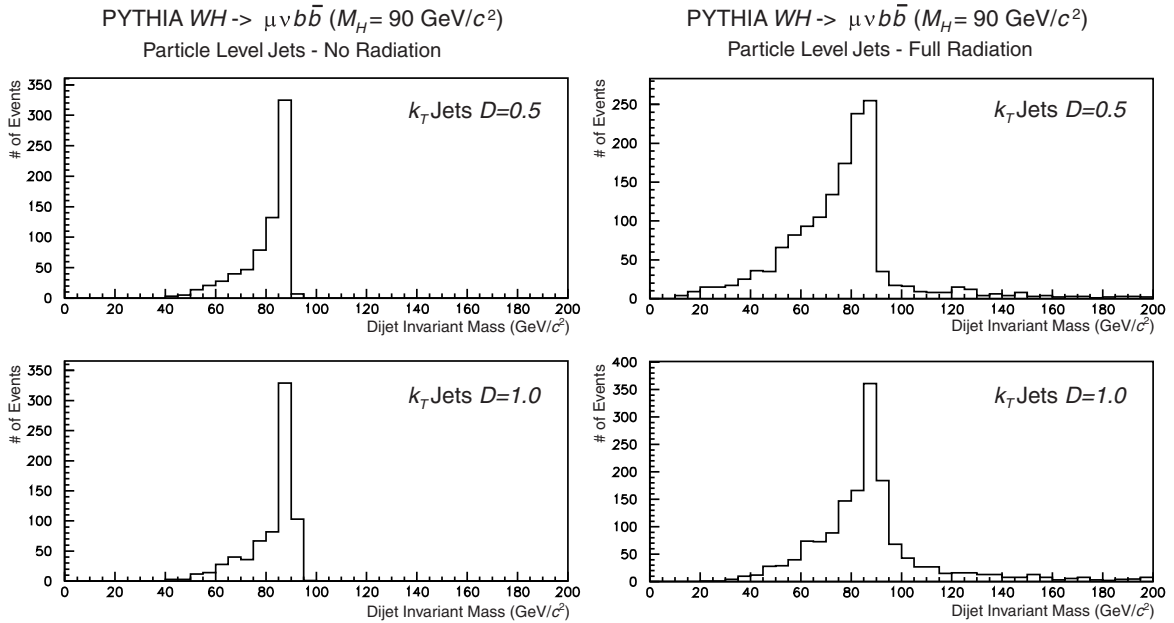 PYTHIA WH -> μνbb̅ (M_H = 90 GeV/c²)
Particle Level Jets - No Radiation
# of Events
350
300
250
200
150
100
50
0
k_T Jets D=0.5
0 20 40 60 80 100 120 140 160 180 200
Dijet Invariant Mass (GeV/c²)
PYTHIA WH -> μνbb̅ (M_H = 90 GeV/c²)
Particle Level Jets - Full Radiation
# of Events
250
200
150
100
50
0
k_T Jets D=0.5
0 20 40 60 80 100 120 140 160 180 200
Dijet Invariant Mass (GeV/c²)
# of Events
350
300
250
200
150
100
50
0
k_T Jets D=1.0
0 20 40 60 80 100 120 140 160 180 200
Dijet Invariant Mass (GeV/c²)
# of Events
400
350
300
250
200
150
100
50
0
k_T Jets D=1.0
0 20 40 60 80 100 120 140 160 180 200
Dijet Invariant Mass (GeV/c²)